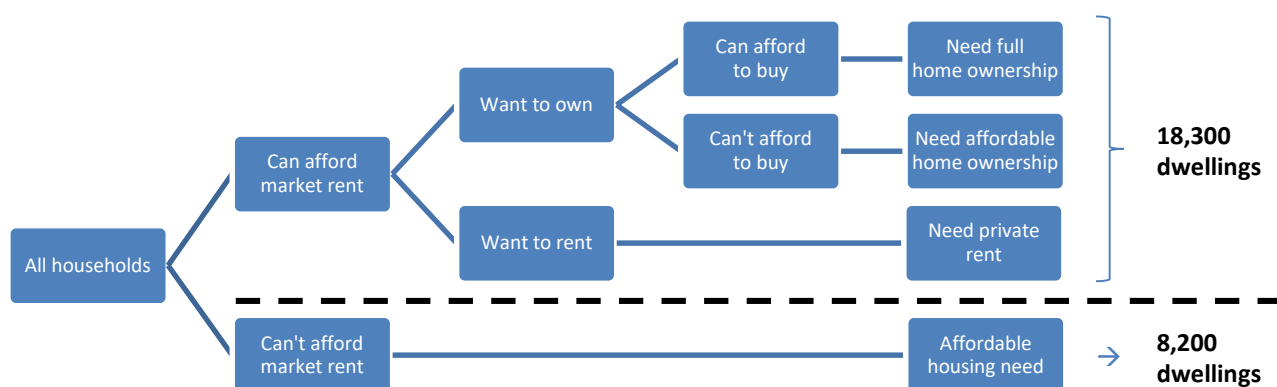 Can afford
to buy
Need full
home ownership
Want to own
Can't afford
to buy
Need affordable
home ownership
18,300
dwellings
Can afford
market rent
Want to rent
Need private
rent
All households
Can't afford
market rent
Affordable
housing need
8,200
dwellings